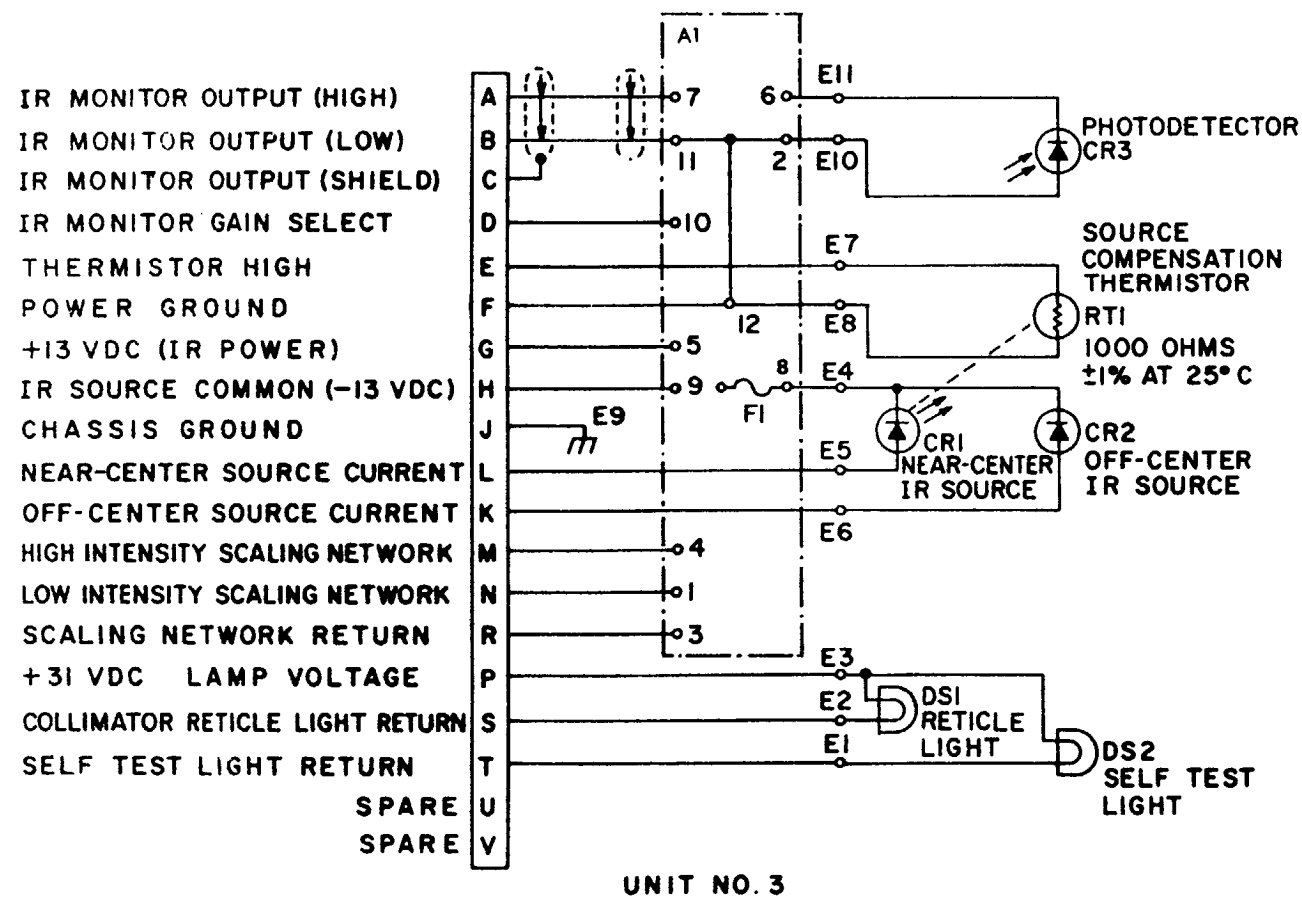 A1
IR MONITOR OUTPUT (HIGH) A 7 6 E11
IR MONITOR OUTPUT (LOW) B 11 2 E10
PHOTODETECTOR
CR3
IR MONITOR OUTPUT (SHIELD) C
IR MONITOR GAIN SELECT D 10
THERMISTOR HIGH E E7
SOURCE
COMPENSATION
THERMISTOR
RT1
1000 OHMS
±1% AT 25° C
POWER GROUND F 12 E8
+13 VDC (IR POWER) G 5
IR SOURCE COMMON (-13 VDC) H 9 F1 8 E4
CHASSIS GROUND J E9
CR1
NEAR-CENTER
IR SOURCE
CR2
OFF-CENTER
IR SOURCE
NEAR-CENTER SOURCE CURRENT L E5
OFF-CENTER SOURCE CURRENT K E6
HIGH INTENSITY SCALING NETWORK M 4
LOW INTENSITY SCALING NETWORK N 1
SCALING NETWORK RETURN R 3
+31 VDC LAMP VOLTAGE P E3
COLLIMATOR RETICLE LIGHT RETURN S E2
DS1
RETICLE
LIGHT
SELF TEST LIGHT RETURN T E1
DS2
SELF TEST
LIGHT
SPARE U
SPARE V
UNIT NO. 3